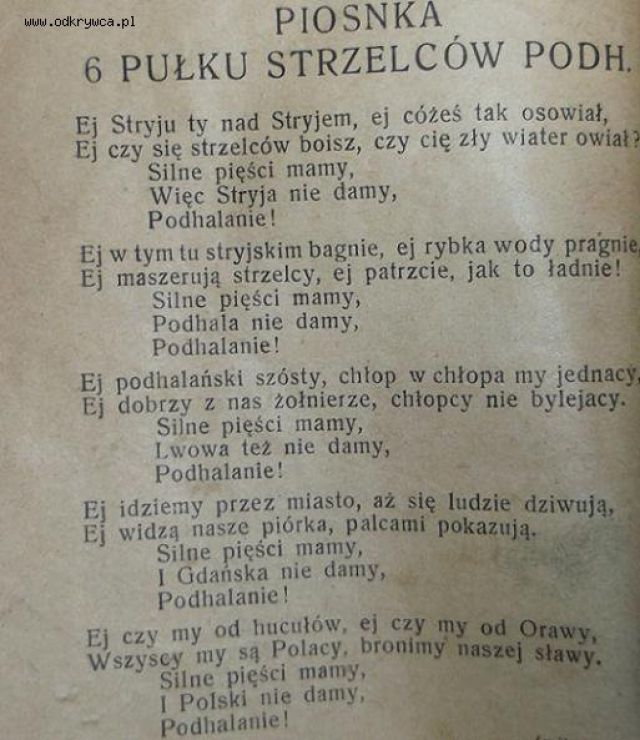 www.odkrywca.pl
PIOSNKA
6 PUŁKU STRZELCÓW PODH.
Ej Stryju ty nad Stryjem, ej cóżeś tak osowiał,
Ej czy się strzelców boisz, czy cię zły wiater owiał?
Silne pięści mamy,
Więc Stryja nie damy,
Podhalanie!
Ej w tym tu stryjskim bagnie, ej rybka wody pragnie,
Ej maszerują strzelcy, ej patrzcie, jak to ładnie!
Silne pięści mamy,
Podhala nie damy,
Podhalanie!
Ej podhalański szósty, chłop w chłopa my jednacy,
Ej dobrzy z nas żołnierze, chłopcy nie bylejacy.
Silne pięści mamy,
Lwowa też nie damy,
Podhalanie!
Ej idziemy przez miasto, aż się ludzie dziwują,
Ej widzą nasze piórka, palcami pokazują.
Silne pięści mamy,
I Gdańska nie damy,
Podhalanie!
Ej czy my od hucułów, ej czy my od Orawy,
Wszyscy my są Polacy, bronimy naszej sławy.
Silne pięści mamy,
I Polski nie damy,
Podhalanie!